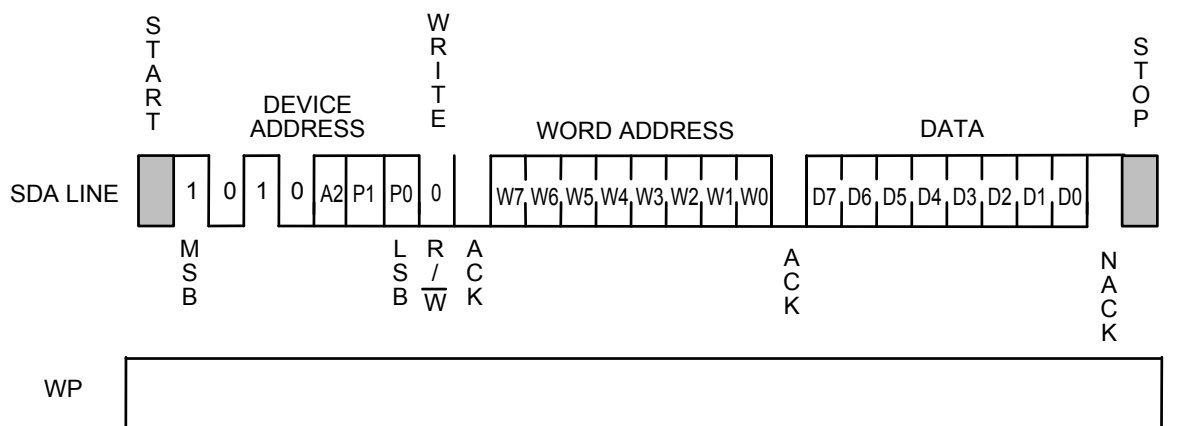 START
WRITE
STOP
DEVICE
ADDRESS
WORD ADDRESS
DATA
SDA LINE
1 0 1 0 A2 P1 P0 0 W7 W6 W5 W4 W3 W2 W1 W0 D7 D6 D5 D4 D3 D2 D1 D0
MSB
LSB
R/W̅
ACK
ACK
NACK
WP